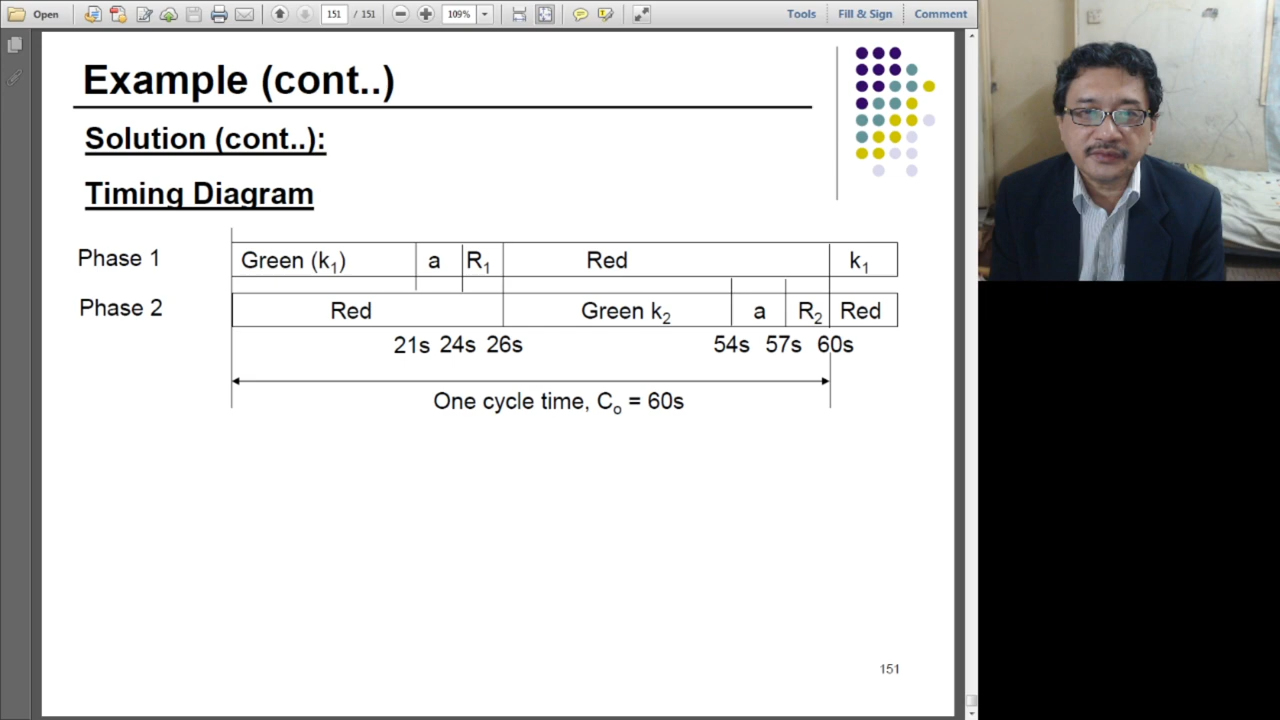 Open 151 / 151 109% Tools Fill & Sign Comment
Example (cont..)
Solution (cont..):
Timing Diagram
Phase 1 Green (k₁) a R₁ Red k₁
Phase 2 Red Green k₂ a R₂ Red
21s 24s 26s 54s 57s 60s
One cycle time, Cₒ = 60s
151